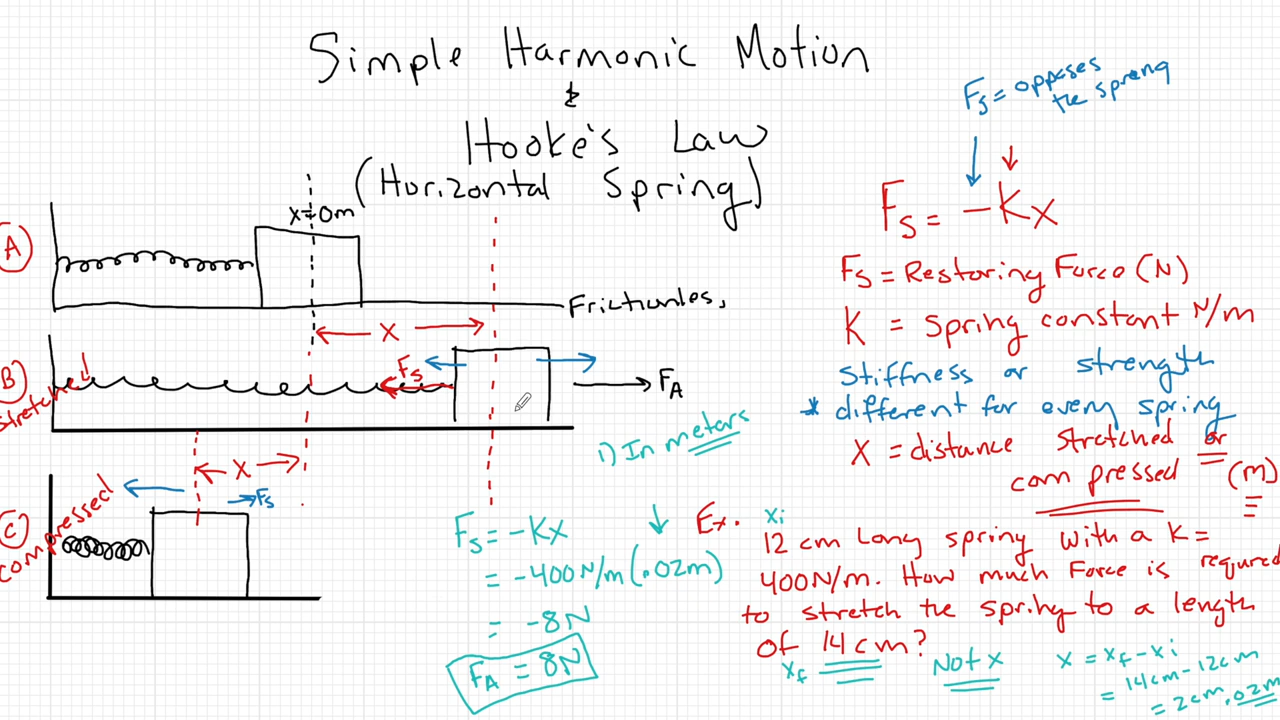 Simple Harmonic Motion
&
Hooke's Law
(Horizontal Spring)
Fs = opposes
the spring
Fs = -Kx
Fs = Restoring Force (N)
K = spring constant N/m
stiffness or strength
* different for every spring
x = distance stretched or
compressed (m)
A
x=0m
Frictionless
x
B
stretched
Fs
FA
x
C
compressed
Fs
1) In meters
Fs = -Kx
= -400N/m (.02m)
= -8N
FA = 8N
Ex. xi
12 cm long spring with a K=
400N/m. How much Force is required
to stretch the spring to a length
of 14cm?
xf Not x
x = xf - xi
= 14cm - 12cm
= 2cm, .02m